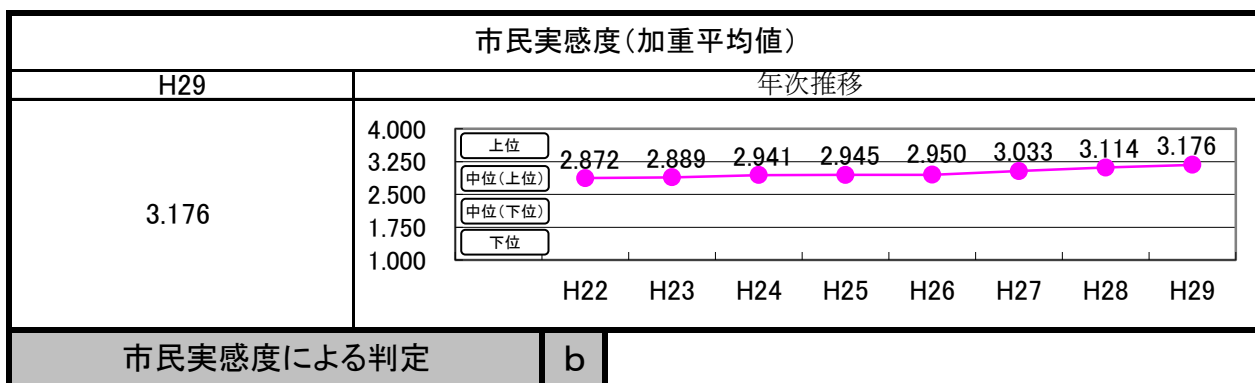 市民実感度（加重平均値）
H29 年次推移
3.176
4.000
3.250
2.500
1.750
1.000
上位
中位（上位）
中位（下位）
下位
2.872 2.889 2.941 2.945 2.950 3.033 3.114 3.176
H22 H23 H24 H25 H26 H27 H28 H29
市民実感度による判定 b